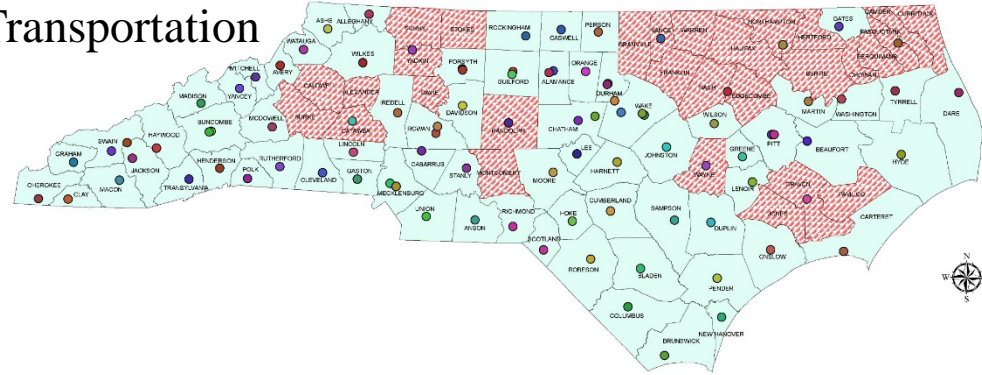 Transportation
ASHE
ALLEGHANY
SURRY
STOKES
ROCKINGHAM
CASWELL
PERSON
GRANVILLE
VANCE
WARREN
NORTHAMPTON
GATES
CAMDEN
CURRITUCK
PASQUOTANK
HERTFORD
PERQUIMANS
WATAUGA
WILKES
YADKIN
FORSYTH
GUILFORD
ALAMANCE
ORANGE
DURHAM
FRANKLIN
HALIFAX
BERTIE
CHOWAN
MITCHELL
AVERY
CALDWELL
ALEXANDER
DAVIE
IREDELL
DAVIDSON
RANDOLPH
CHATHAM
WAKE
NASH
EDGECOMBE
MARTIN
WASHINGTON
TYRRELL
DARE
MADISON
YANCEY
BURKE
CATAWBA
ROWAN
WILSON
BUNCOMBE
MCDOWELL
LINCOLN
JOHNSTON
GREENE
PITT
BEAUFORT
HYDE
GRAHAM
SWAIN
HAYWOOD
JACKSON
HENDERSON
POLK
RUTHERFORD
CLEVELAND
GASTON
CABARRUS
STANLY
MONTGOMERY
MOORE
LEE
HARNETT
WAYNE
LENOIR
CRAVEN
PAMLICO
CHEROKEE
CLAY
MACON
TRANSYLVANIA
MECKLENBURG
UNION
ANSON
RICHMOND
HOKE
CUMBERLAND
SAMPSON
DUPLIN
JONES
CARTERET
SCOTLAND
ROBESON
BLADEN
PENDER
ONSLOW
COLUMBUS
NEW HANOVER
BRUNSWICK
N
W
E
S